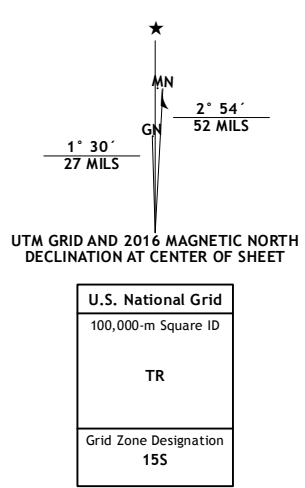 ★
MN
GN
2° 54´
52 MILS
1° 30´
27 MILS
UTM GRID AND 2016 MAGNETIC NORTH
DECLINATION AT CENTER OF SHEET
U.S. National Grid
100,000-m Square ID
TR
Grid Zone Designation
15S